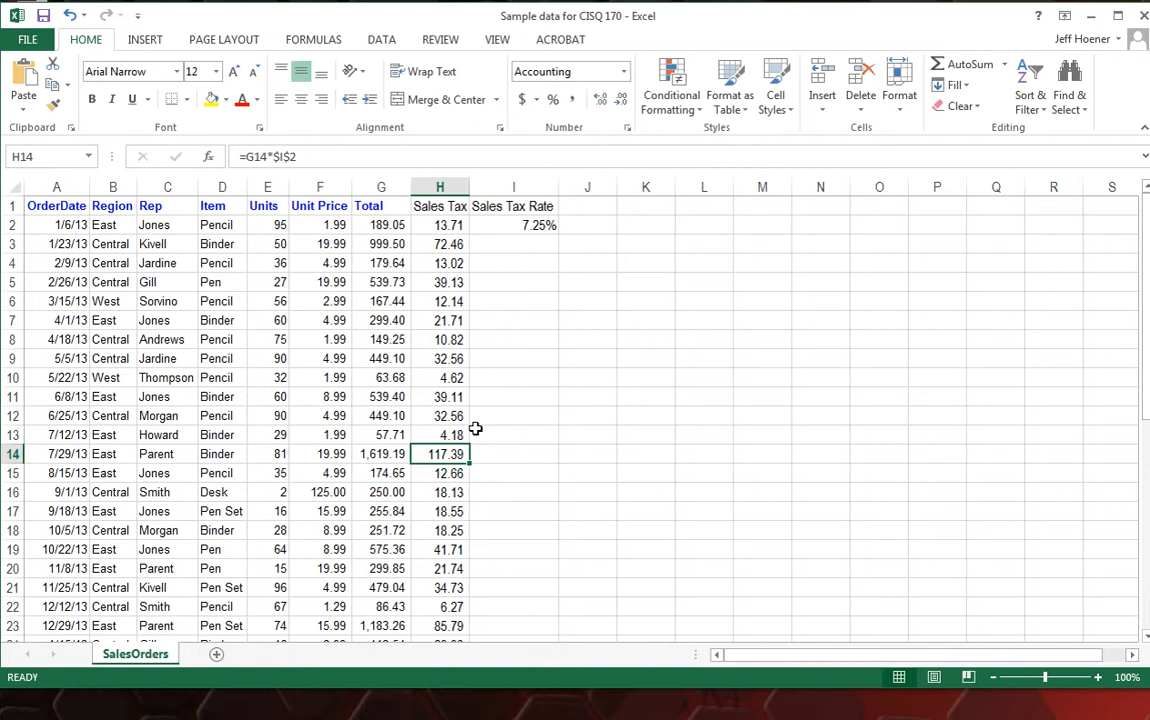 Sample data for CISQ 170 - Excel
FILE HOME INSERT PAGE LAYOUT FORMULAS DATA REVIEW VIEW ACROBAT Jeff Hoener
Paste Arial Narrow 12 Wrap Text Accounting Conditional Formatting Format as Table Cell Styles Insert Delete Format AutoSum Sort & Filter Find & Select
B I U Merge & Center $ % , Fill Clear
Clipboard Font Alignment Number Styles Cells Editing
H14 fx =G14*$I$2
A B C D E F G H I J K L M N O P Q R S
1 OrderDate Region Rep Item Units Unit Price Total Sales Tax Sales Tax Rate
2 1/6/13 East Jones Pencil 95 1.99 189.05 13.71 7.25%
3 1/23/13 Central Kivell Binder 50 19.99 999.50 72.46
4 2/9/13 Central Jardine Pencil 36 4.99 179.64 13.02
5 2/26/13 Central Gill Pen 27 19.99 539.73 39.13
6 3/15/13 West Sorvino Pencil 56 2.99 167.44 12.14
7 4/1/13 East Jones Binder 60 4.99 299.40 21.71
8 4/18/13 Central Andrews Pencil 75 1.99 149.25 10.82
9 5/5/13 Central Jardine Pencil 90 4.99 449.10 32.56
10 5/22/13 West Thompson Pencil 32 1.99 63.68 4.62
11 6/8/13 East Jones Binder 60 8.99 539.40 39.11
12 6/25/13 Central Morgan Pencil 90 4.99 449.10 32.56
13 7/12/13 East Howard Binder 29 1.99 57.71 4.18
14 7/29/13 East Parent Binder 81 19.99 1,619.19 117.39
15 8/15/13 East Jones Pencil 35 4.99 174.65 12.66
16 9/1/13 Central Smith Desk 2 125.00 250.00 18.13
17 9/18/13 East Jones Pen Set 16 15.99 255.84 18.55
18 10/5/13 Central Morgan Binder 28 8.99 251.72 18.25
19 10/22/13 East Jones Pen 64 8.99 575.36 41.71
20 11/8/13 East Parent Pen 15 19.99 299.85 21.74
21 11/25/13 Central Kivell Pen Set 96 4.99 479.04 34.73
22 12/12/13 Central Smith Pencil 67 1.29 86.43 6.27
23 12/29/13 East Parent Pen Set 74 15.99 1,183.26 85.79
SalesOrders
READY 100%